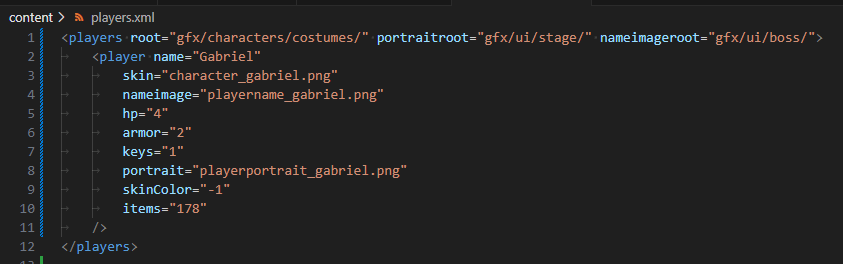 content > players.xml
1 <players root="gfx/characters/costumes/" portraitroot="gfx/ui/stage/" nameimageroot="gfx/ui/boss/">
2 <player name="Gabriel"
3 skin="character_gabriel.png"
4 nameimage="playername_gabriel.png"
5 hp="4"
6 armor="2"
7 keys="1"
8 portrait="playerportrait_gabriel.png"
9 skinColor="-1"
10 items="178"
11 />
12 </players>